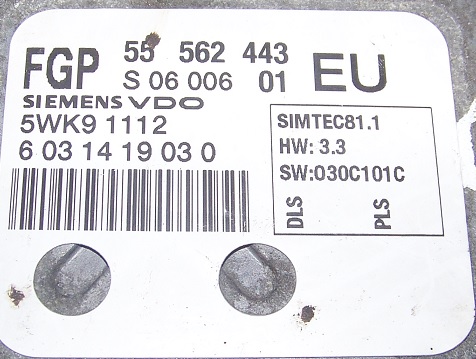 FGP 55 562 443
S 06 006 01 EU
SIEMENS VDO
5WK9 1112
6 03 14 19 03 0
SIMTEC81.1
HW: 3.3
SW:030C101C
DLS
PLS